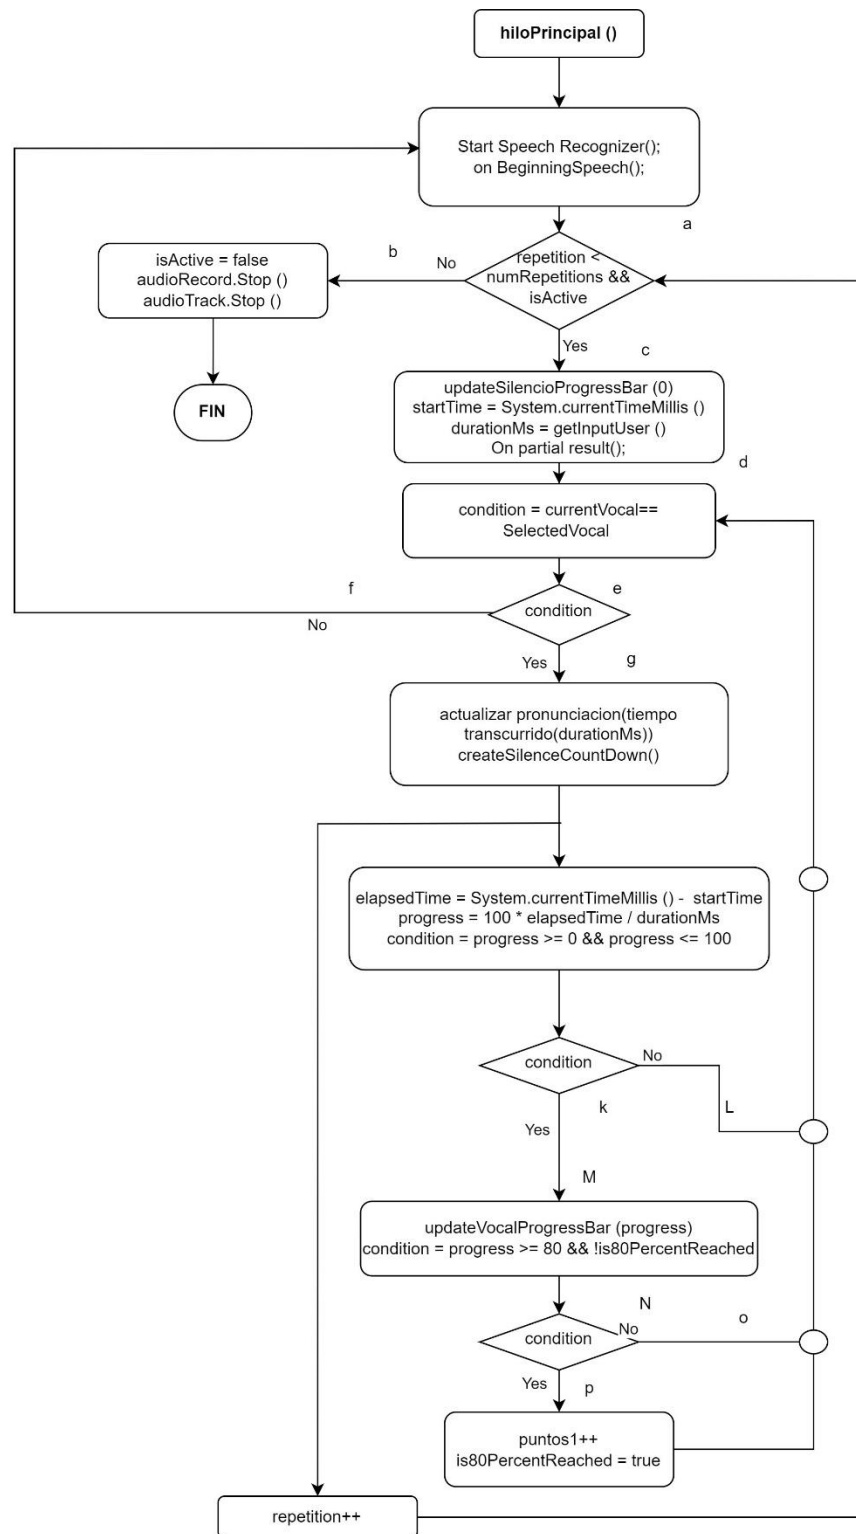 hiloPrincipal ()
Start Speech Recognizer();
on BeginningSpeech();
a
repetition <
numRepetitions &&
isActive
b
No
isActive = false
audioRecord.Stop ()
audioTrack.Stop ()
FIN
Yes
c
updateSilencioProgressBar (0)
startTime = System.currentTimeMillis ()
durationMs = getInputUser ()
On partial result();
d
condition = currentVocal==
SelectedVocal
e
condition
f
No
Yes
g
actualizar pronunciacion(tiempo
transcurrido(durationMs))
createSilenceCountDown()
elapsedTime = System.currentTimeMillis () - startTime
progress = 100 * elapsedTime / durationMs
condition = progress >= 0 && progress <= 100
condition
No
k
L
Yes
M
updateVocalProgressBar (progress)
condition = progress >= 80 && !is80PercentReached
N
condition
No
o
Yes
p
puntos1++
is80PercentReached = true
repetition++